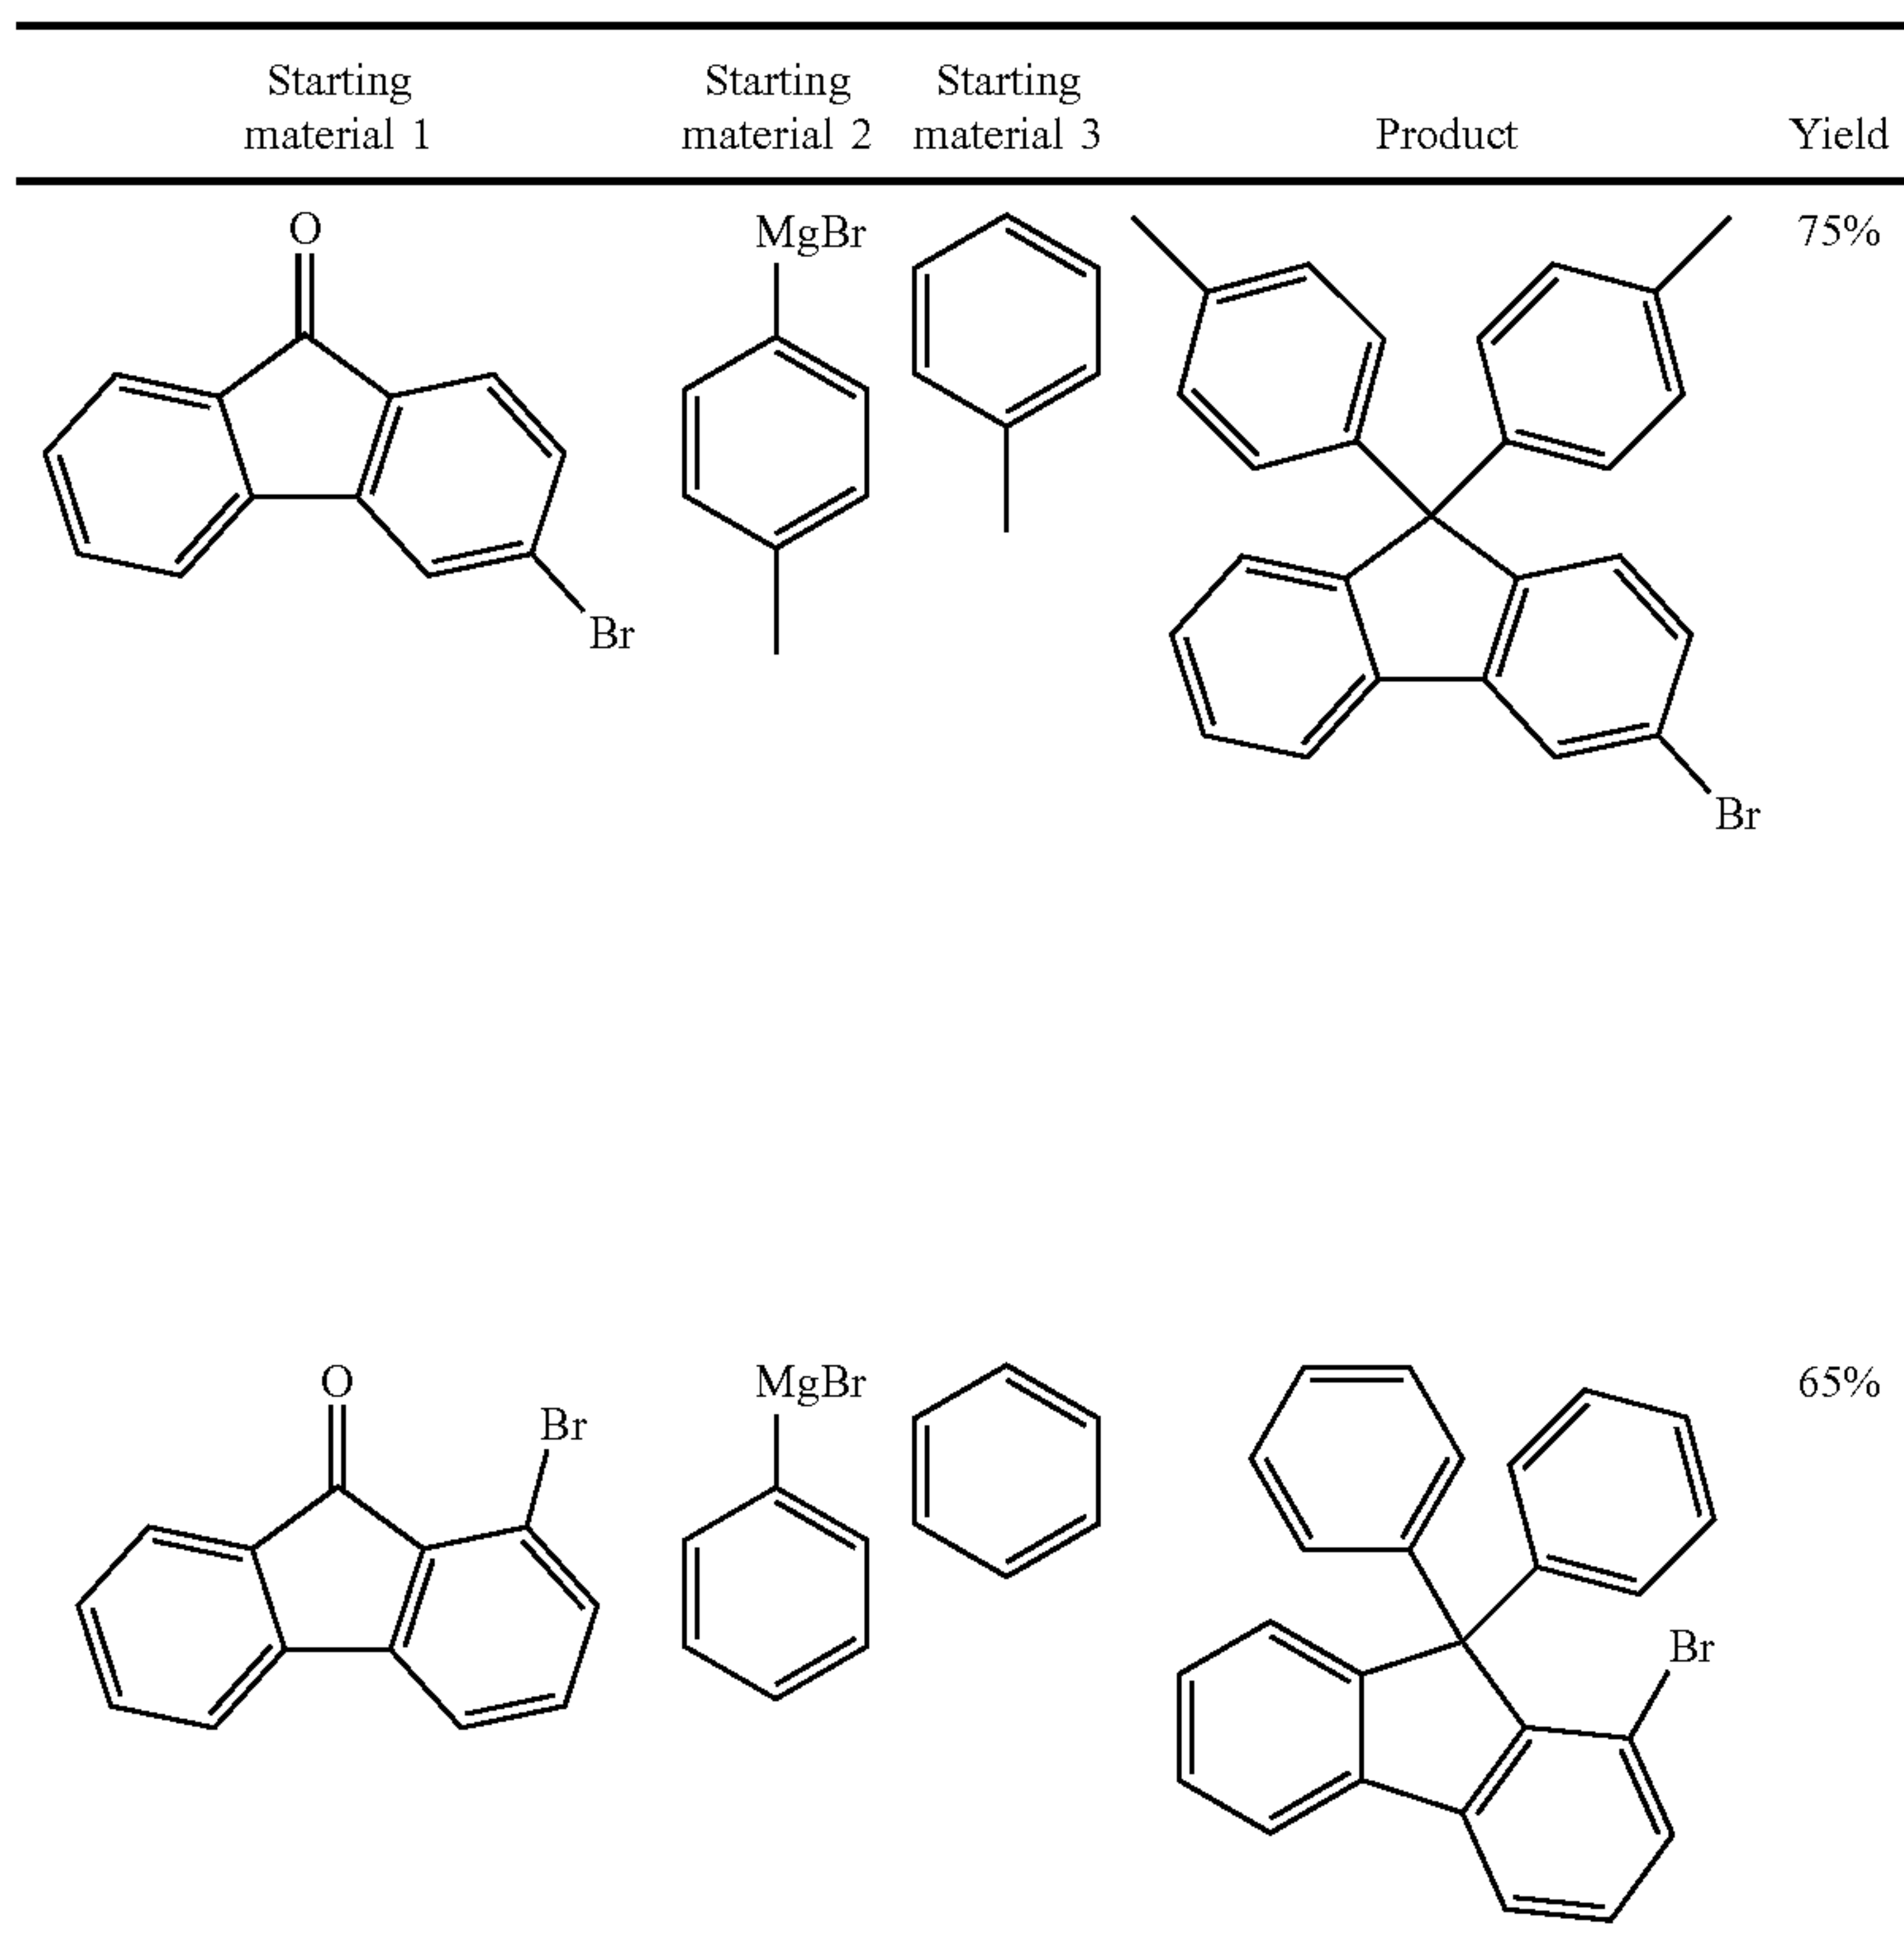 Starting material 1
Starting material 2
Starting material 3
Product
Yield
O
Br
MgBr
Br
75%
O
Br
MgBr
Br
65%